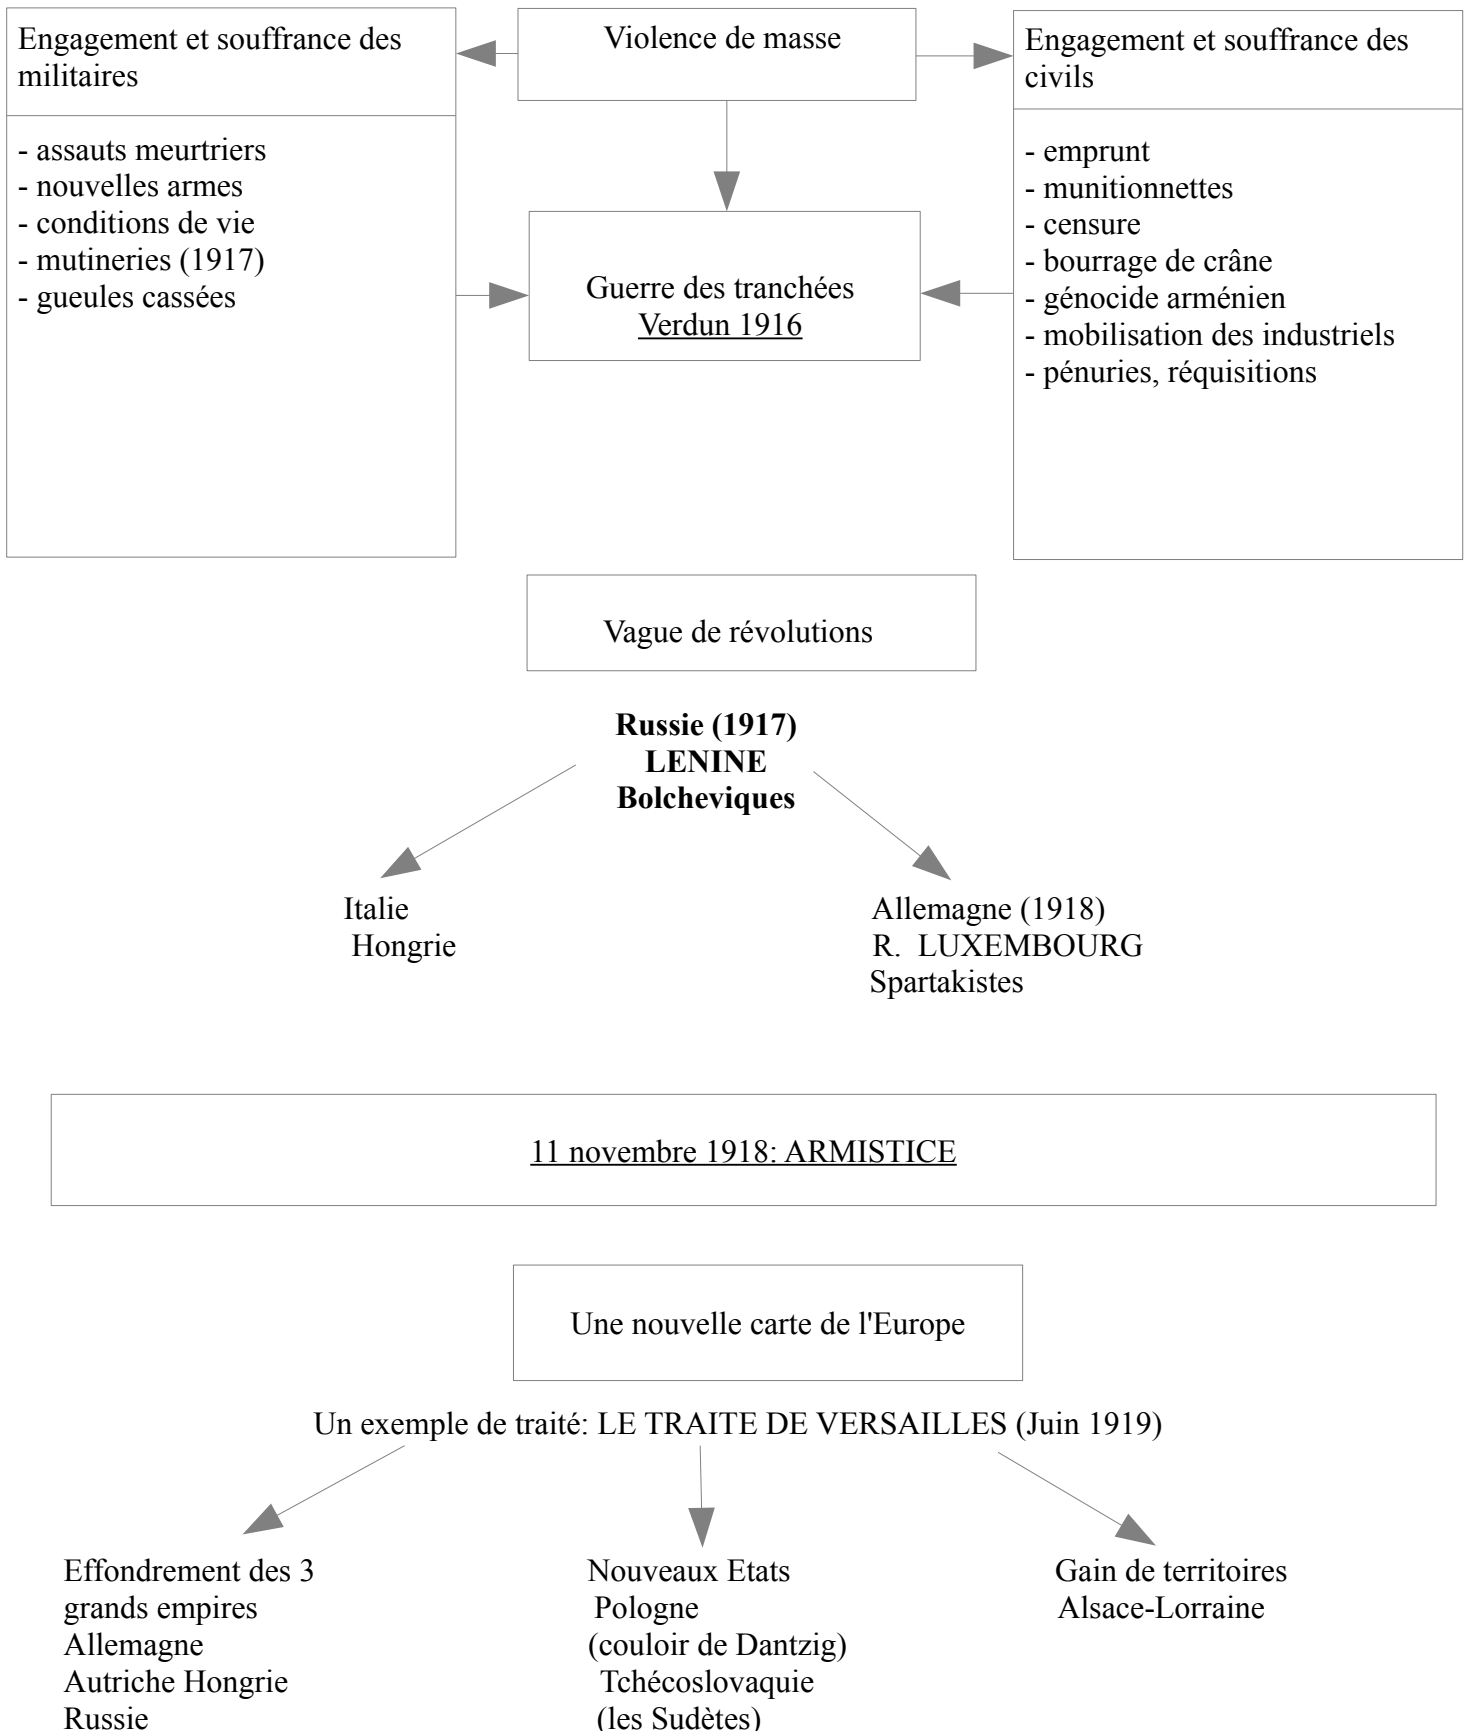 Engagement et souffrance des
militaires
- assauts meurtriers
- nouvelles armes
- conditions de vie
- mutineries (1917)
- gueules cassées
Violence de masse
Guerre des tranchées
Verdun 1916
Engagement et souffrance des
civils
- emprunt
- munitionnettes
- censure
- bourrage de crâne
- génocide arménien
- mobilisation des industriels
- pénuries, réquisitions
Vague de révolutions
Russie (1917)
LENINE
Bolcheviques
Italie
Hongrie
Allemagne (1918)
R. LUXEMBOURG
Spartakistes
11 novembre 1918: ARMISTICE
Une nouvelle carte de l'Europe
Un exemple de traité: LE TRAITE DE VERSAILLES (Juin 1919)
Effondrement des 3
grands empires
Allemagne
Autriche Hongrie
Russie
Nouveaux Etats
Pologne
(couloir de Dantzig)
Tchécoslovaquie
(les Sudètes)
Gain de territoires
Alsace-Lorraine